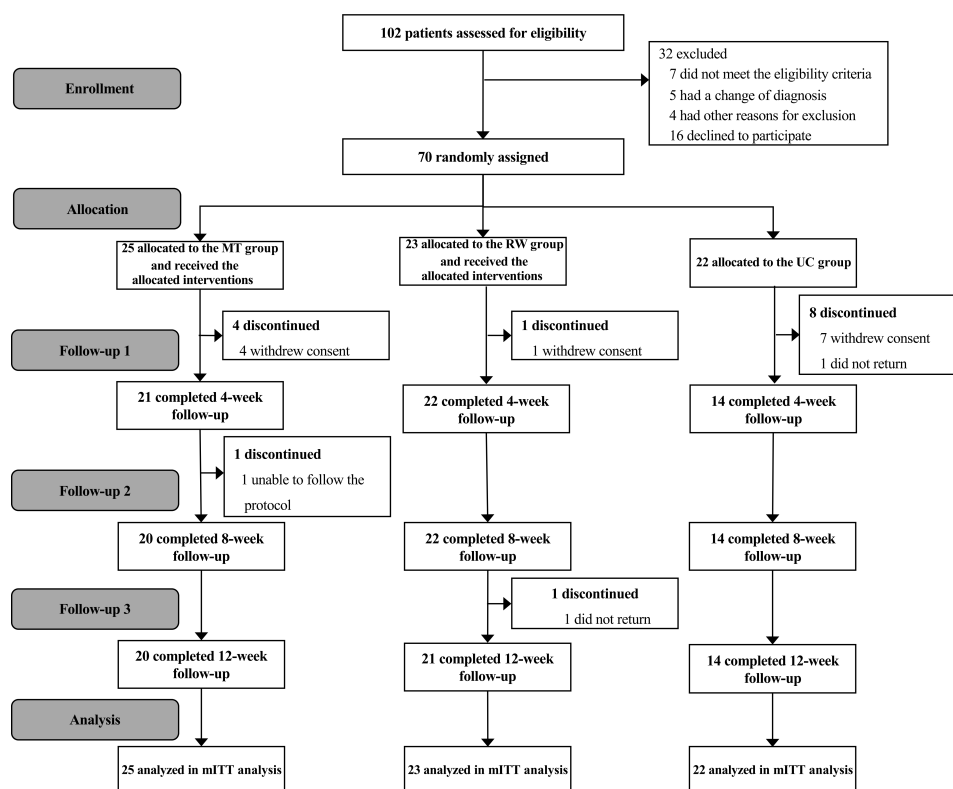 102 patients assessed for eligibility
32 excluded
7 did not meet the eligibility criteria
5 had a change of diagnosis
4 had other reasons for exclusion
16 declined to participate
Enrollment
70 randomly assigned
Allocation
25 allocated to the MT group
and received the
allocated interventions
23 allocated to the RW group
and received the
allocated interventions
22 allocated to the UC group
4 discontinued
4 withdrew consent
1 discontinued
1 withdrew consent
8 discontinued
7 withdrew consent
1 did not return
Follow-up 1
21 completed 4-week
follow-up
22 completed 4-week
follow-up
14 completed 4-week
follow-up
1 discontinued
1 unable to follow the
protocol
Follow-up 2
20 completed 8-week
follow-up
22 completed 8-week
follow-up
14 completed 8-week
follow-up
1 discontinued
1 did not return
Follow-up 3
20 completed 12-week
follow-up
21 completed 12-week
follow-up
14 completed 12-week
follow-up
Analysis
25 analyzed in mITT analysis
23 analyzed in mITT analysis
22 analyzed in mITT analysis